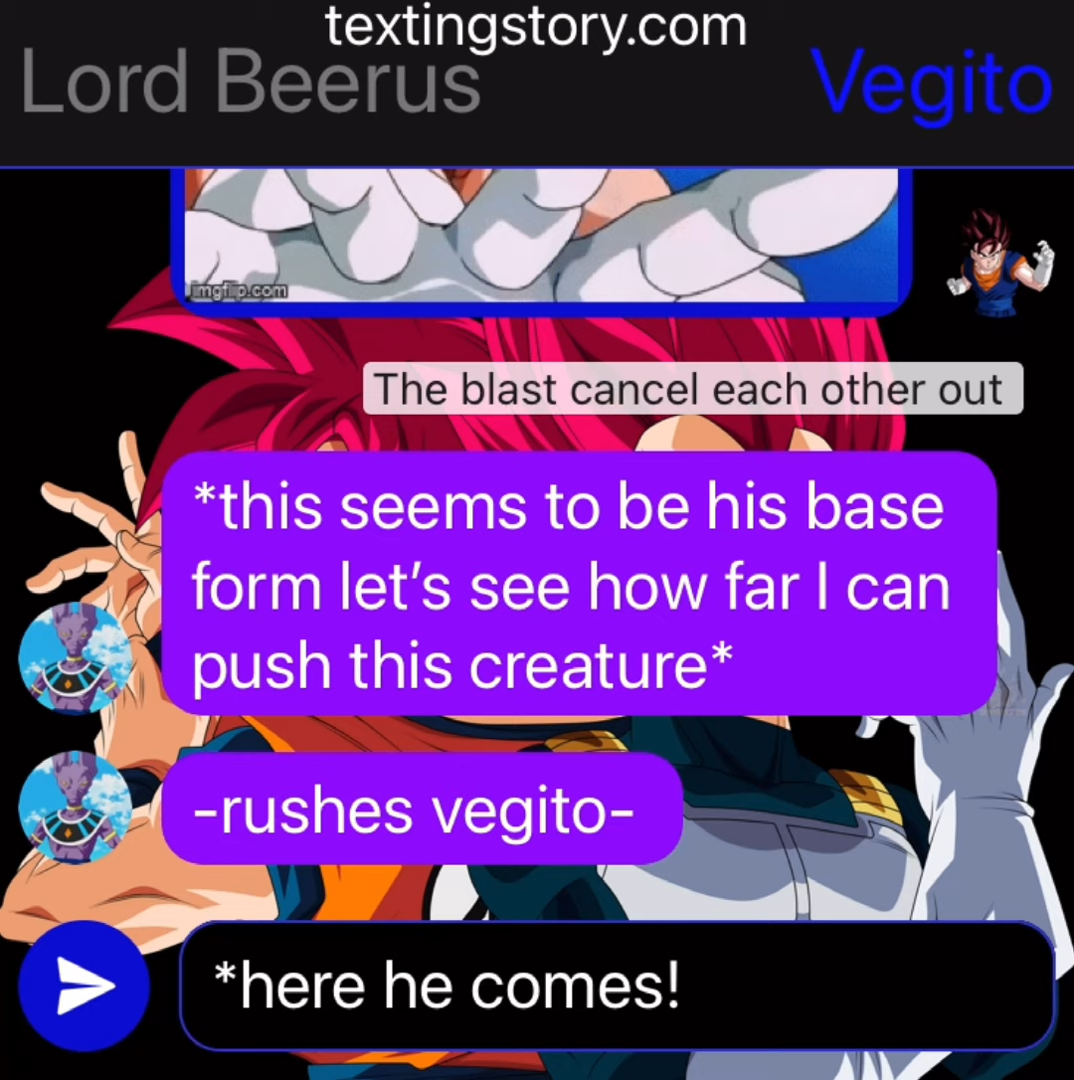 textingstory.com
Lord Beerus
Vegito
imgflip.com
The blast cancel each other out
*this seems to be his base
form let’s see how far I can
push this creature*
-rushes vegito-
*here he comes!